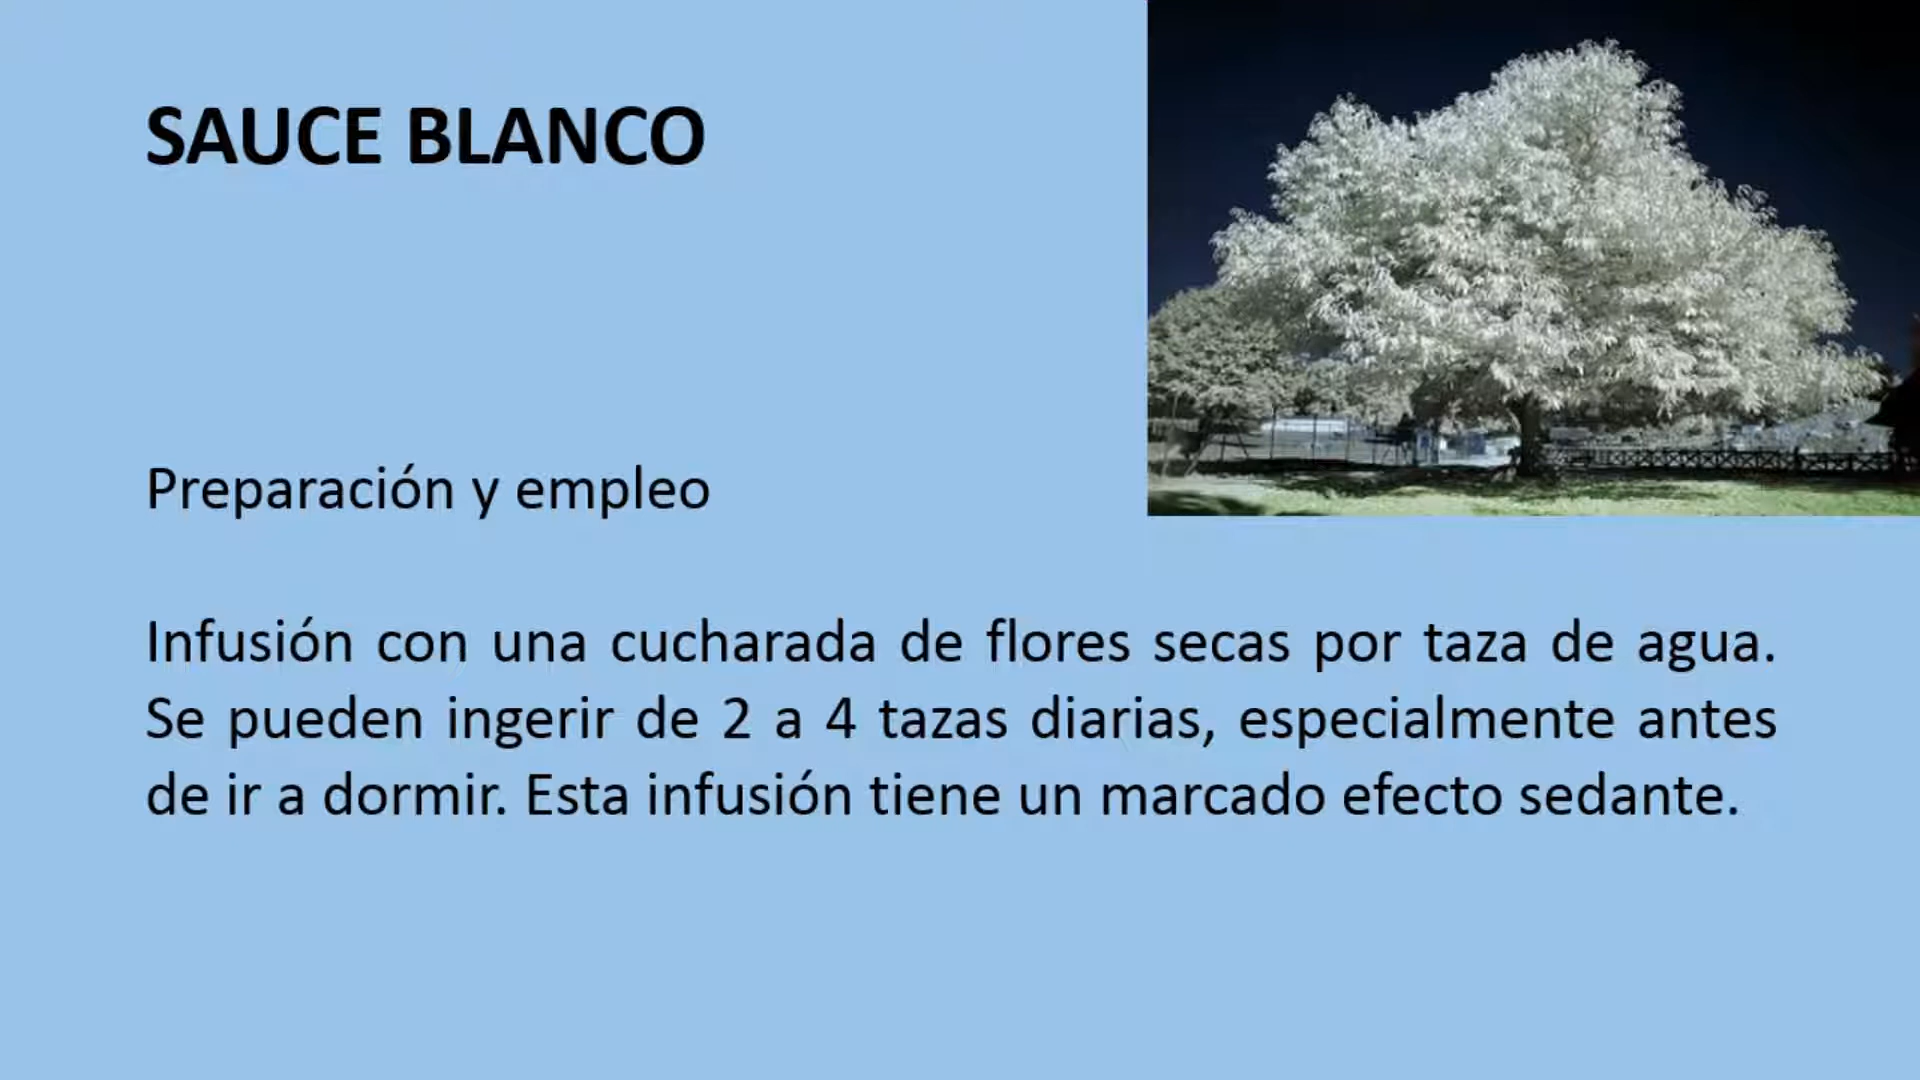 SAUCE BLANCO
Preparación y empleo
Infusión con una cucharada de flores secas por taza de agua.
Se pueden ingerir de 2 a 4 tazas diarias, especialmente antes
de ir a dormir. Esta infusión tiene un marcado efecto sedante.